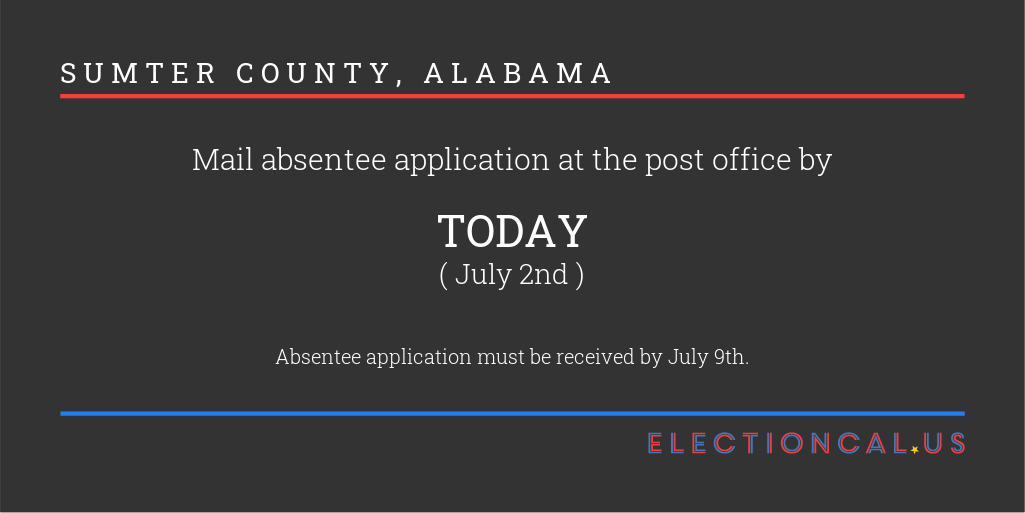 SUMTER COUNTY, ALABAMA
Mail absentee application at the post office by
TODAY
( July 2nd )
Absentee application must be received by July 9th.
ELECTIONCAL.US